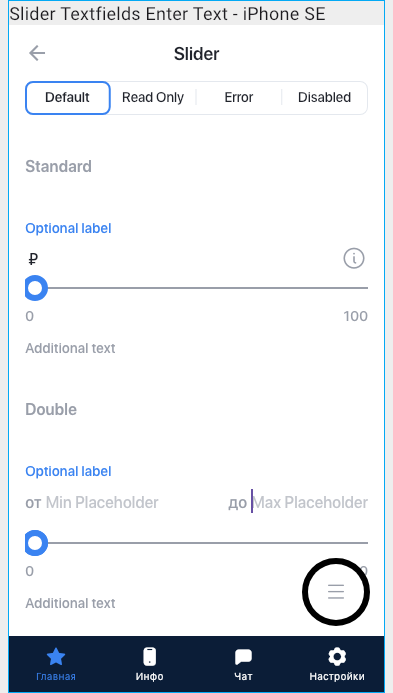 Slider Textfields Enter Text - iPhone SE
Slider
Default Read Only Error Disabled
Standard
Optional label
₽
0 100
Additional text
Double
Optional label
от Min Placeholder до Max Placeholder
0 0
Additional text
Главная Инфо Чат Настройки